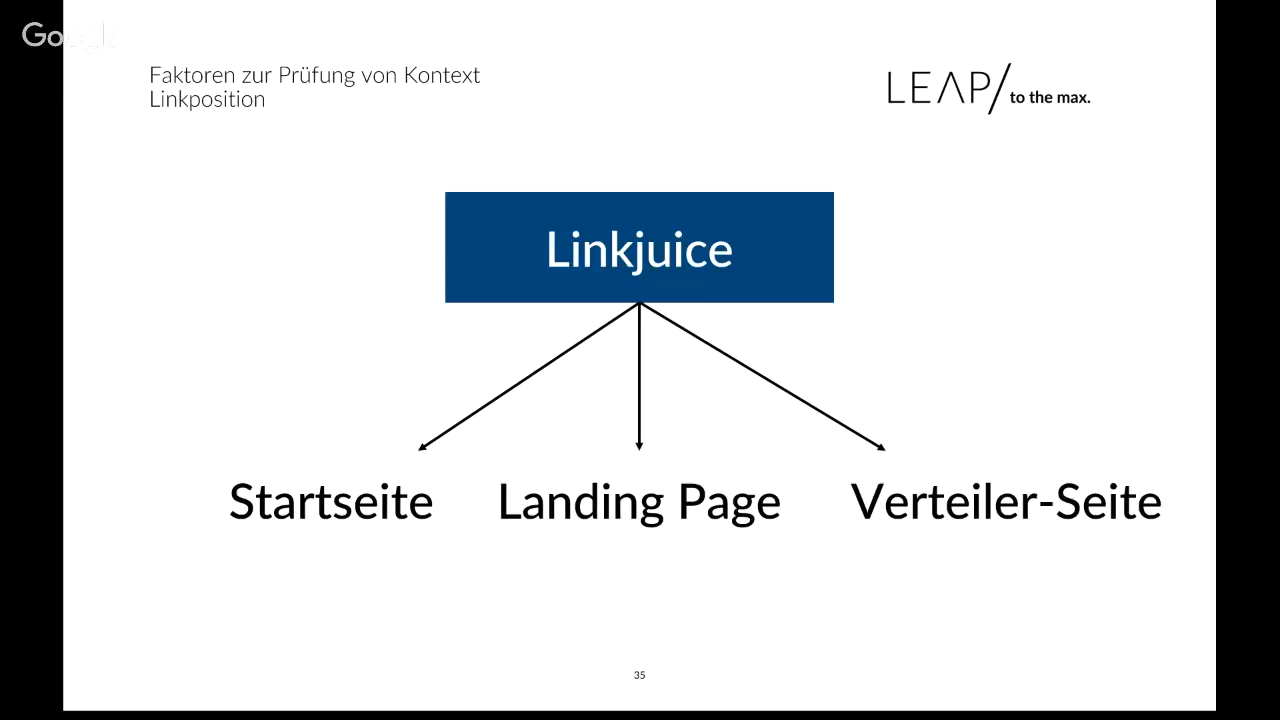 Google
Faktoren zur Prüfung von Kontext
Linkposition
LEAP/ to the max.
Linkjuice
Startseite
Landing Page
Verteiler-Seite
35